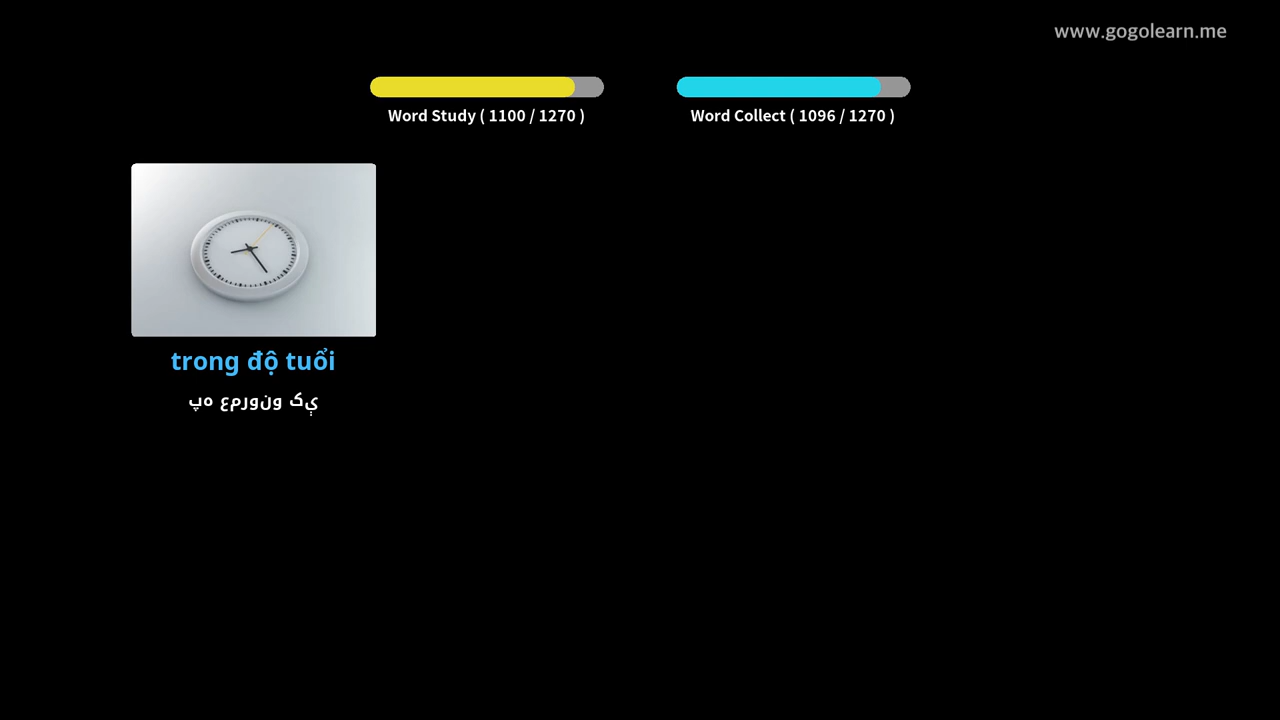 www.gogolearn.me
Word Study ( 1100 / 1270 )
Word Collect ( 1096 / 1270 )
trong độ tuổi
په عمرونو کې